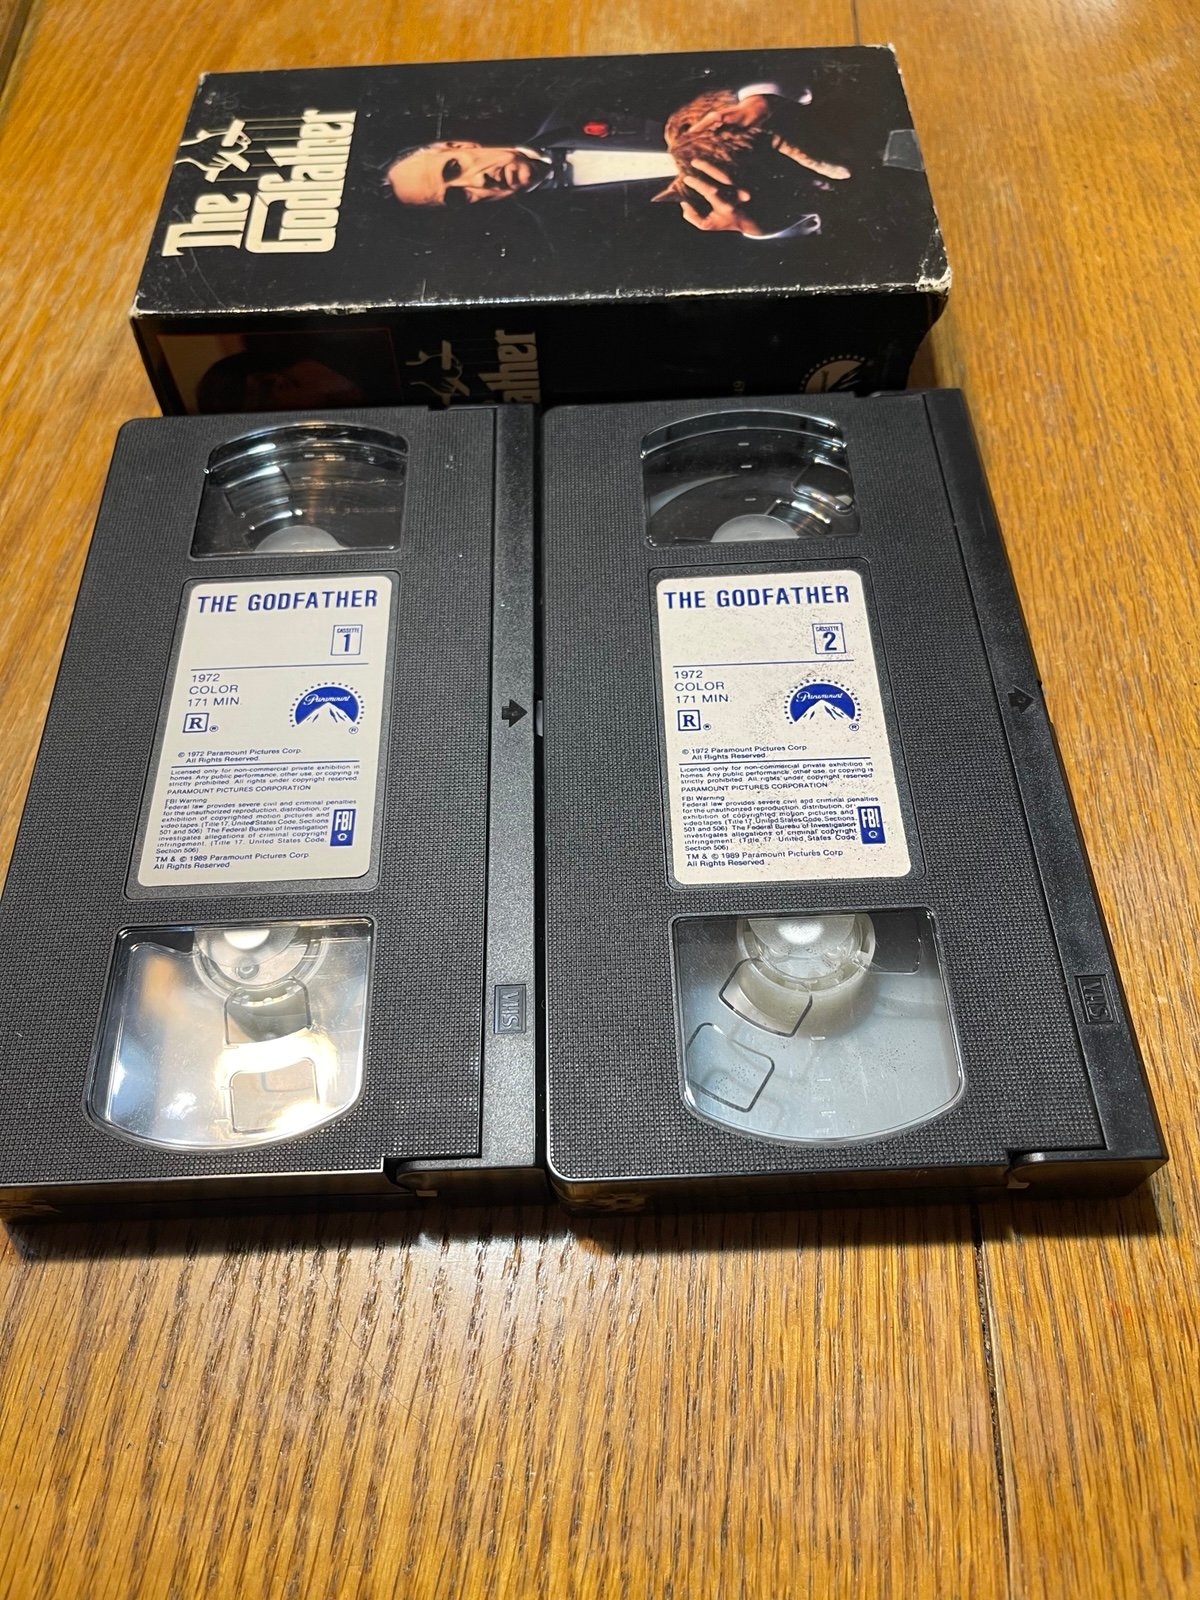 The
Godfather
father
THE GODFATHER
CASSETTE
1
1972
COLOR
171 MIN.
Paramount
®
R ®
© 1972 Paramount Pictures Corp.
All Rights Reserved.
Licensed only for non-commercial private exhibition in
homes. Any public performance, other use, or copying is
strictly prohibited. All rights under copyright reserved.
PARAMOUNT PICTURES CORPORATION
FBI Warning
Federal law provides severe civil and criminal penalties
for the unauthorized reproduction, distribution, or
exhibition of copyrighted motion pictures and
video tapes (Title 17, United States Code, Sections
501 and 506). The Federal Bureau of Investigation
investigates allegations of criminal copyright
infringement. (Title 17, United States Code,
Section 506)
FBI
TM & © 1989 Paramount Pictures Corp.
All Rights Reserved.
VHS
THE GODFATHER
CASSETTE
2
1972
COLOR
171 MIN.
Paramount
®
R ®
© 1972 Paramount Pictures Corp.
All Rights Reserved.
Licensed only for non-commercial private exhibition in
homes. Any public performance, other use, or copying is
strictly prohibited. All rights under copyright reserved.
PARAMOUNT PICTURES CORPORATION
FBI Warning
Federal law provides severe civil and criminal penalties
for the unauthorized reproduction, distribution, or
exhibition of copyrighted motion pictures and
video tapes (Title 17, United States Code, Sections
501 and 506). The Federal Bureau of Investigation
investigates allegations of criminal copyright
infringement. (Title 17, United States Code,
Section 506)
FBI
TM & © 1989 Paramount Pictures Corp.
All Rights Reserved.
VHS